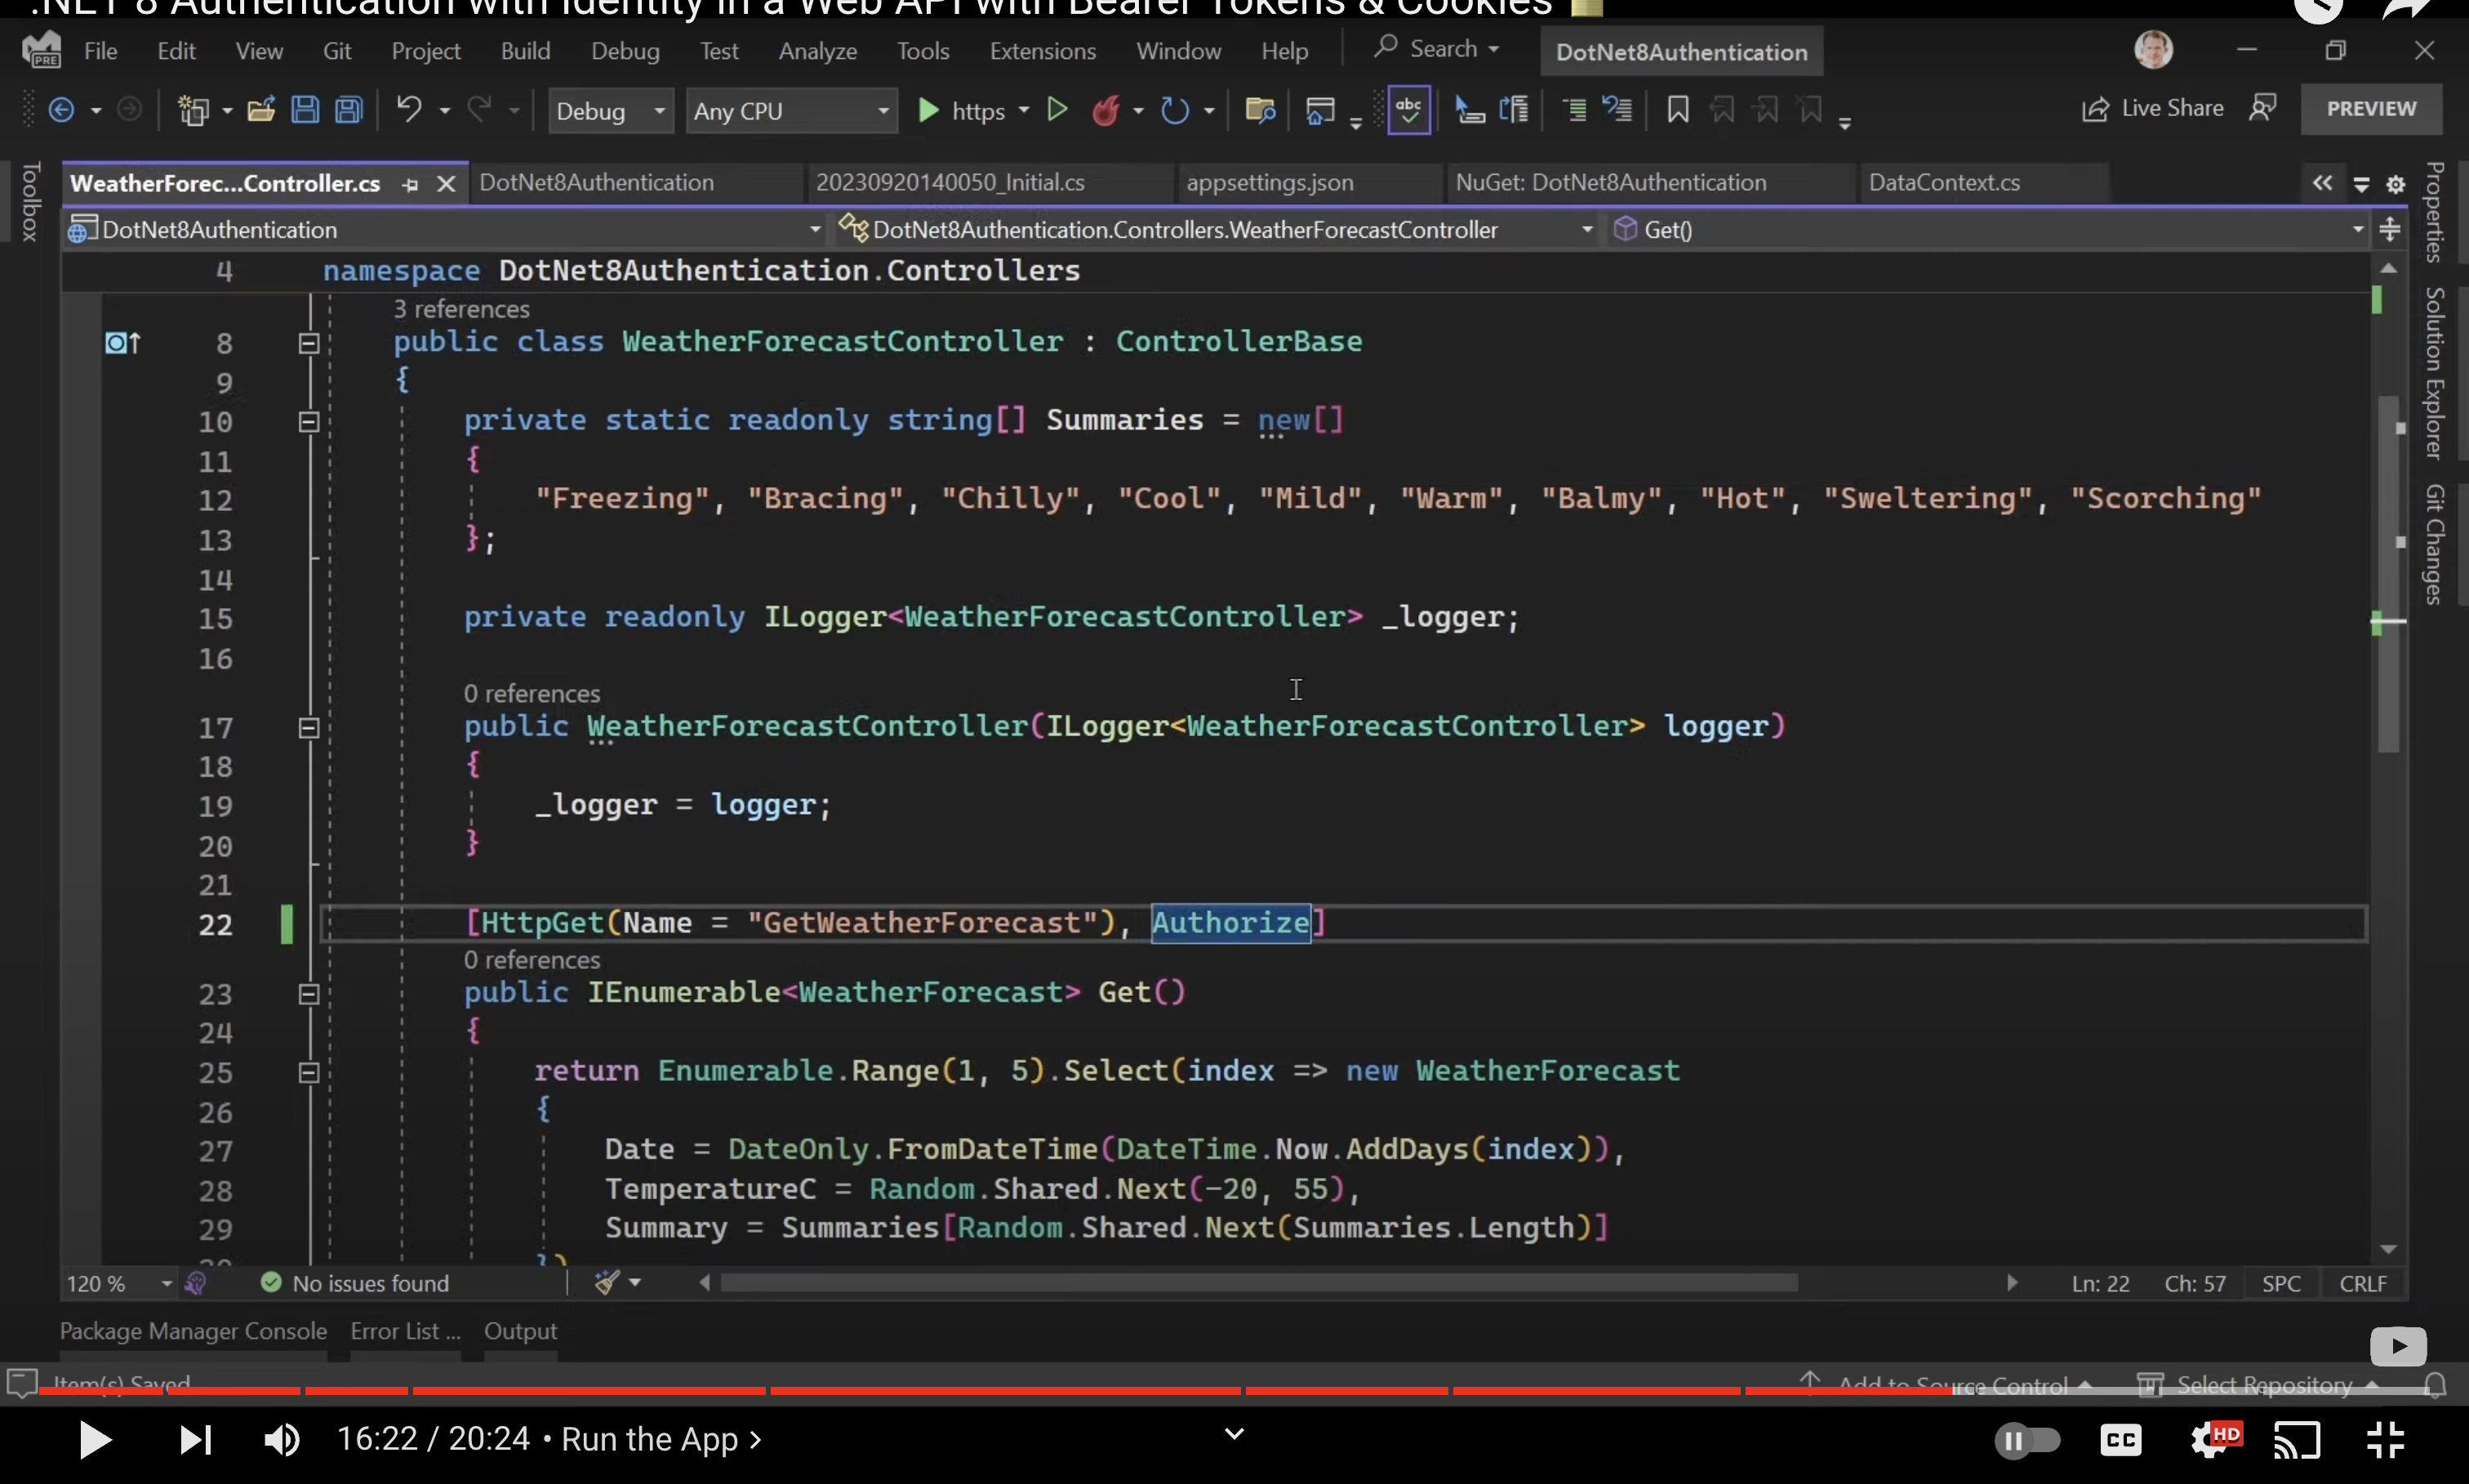 .NET 8 Authentication with Identity in a Web API with Bearer Tokens & Cookies
PRE File Edit View Git Project Build Debug Test Analyze Tools Extensions Window Help Search DotNet8Authentication
Debug Any CPU https abc Live Share PREVIEW
Toolbox
WeatherForec...Controller.cs DotNet8Authentication 20230920140050_Initial.cs appsettings.json NuGet: DotNet8Authentication DataContext.cs
DotNet8Authentication DotNet8Authentication.Controllers.WeatherForecastController Get()
4 namespace DotNet8Authentication.Controllers
3 references
8 public class WeatherForecastController : ControllerBase
9 {
10 private static readonly string[] Summaries = new[]
11 {
12 "Freezing", "Bracing", "Chilly", "Cool", "Mild", "Warm", "Balmy", "Hot", "Sweltering", "Scorching"
13 };
14
15 private readonly ILogger<WeatherForecastController> _logger;
16
0 references
17 public WeatherForecastController(ILogger<WeatherForecastController> logger)
18 {
19 _logger = logger;
20 }
21
22 [HttpGet(Name = "GetWeatherForecast"), Authorize]
0 references
23 public IEnumerable<WeatherForecast> Get()
24 {
25 return Enumerable.Range(1, 5).Select(index => new WeatherForecast
26 {
27 Date = DateOnly.FromDateTime(DateTime.Now.AddDays(index)),
28 TemperatureC = Random.Shared.Next(-20, 55),
29 Summary = Summaries[Random.Shared.Next(Summaries.Length)]
})
Properties
Solution Explorer
Git Changes
120 % No issues found Ln: 22 Ch: 57 SPC CRLF
Package Manager Console Error List ... Output
Item(s) Saved Add to Source Control Select Repository
16:22 / 20:24 • Run the App › CC HD